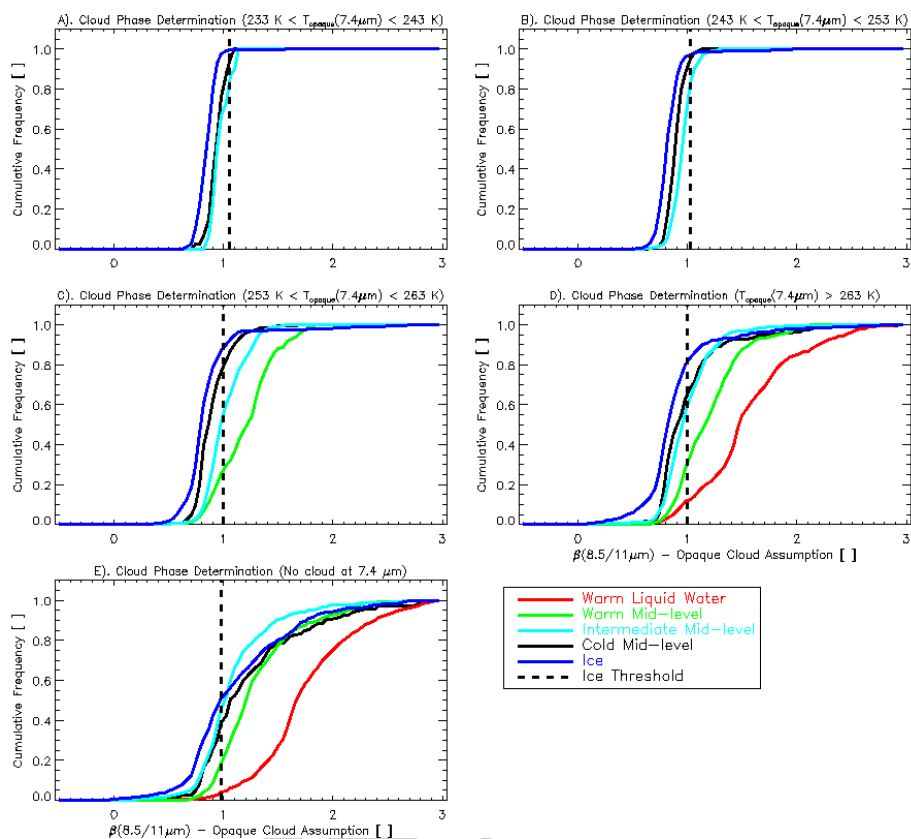 A). Cloud Phase Determination (233 K < Topaque(7.4μm) < 243 K)
B). Cloud Phase Determination (243 K < Topaque(7.4μm) < 253 K)
Cumulative Frequency [ ]
1.0
0.8
0.6
0.4
0.2
0.0
0 1 2 3
Cumulative Frequency [ ]
1.0
0.8
0.6
0.4
0.2
0.0
0 1 2 3
C). Cloud Phase Determination (253 K < Topaque(7.4μm) < 263 K)
D). Cloud Phase Determination (Topaque(7.4μm) > 263 K)
Cumulative Frequency [ ]
1.0
0.8
0.6
0.4
0.2
0.0
0 1 2 3
Cumulative Frequency [ ]
1.0
0.8
0.6
0.4
0.2
0.0
0 1 2 3
β(8.5/11μm) – Opaque Cloud Assumption [ ]
E). Cloud Phase Determination (No cloud at 7.4 μm)
Cumulative Frequency [ ]
1.0
0.8
0.6
0.4
0.2
0.0
0 1 2 3
β(8.5/11μm) – Opaque Cloud Assumption [ ]
Warm Liquid Water
Warm Mid–level
Intermediate Mid–level
Cold Mid–level
Ice
Ice Threshold